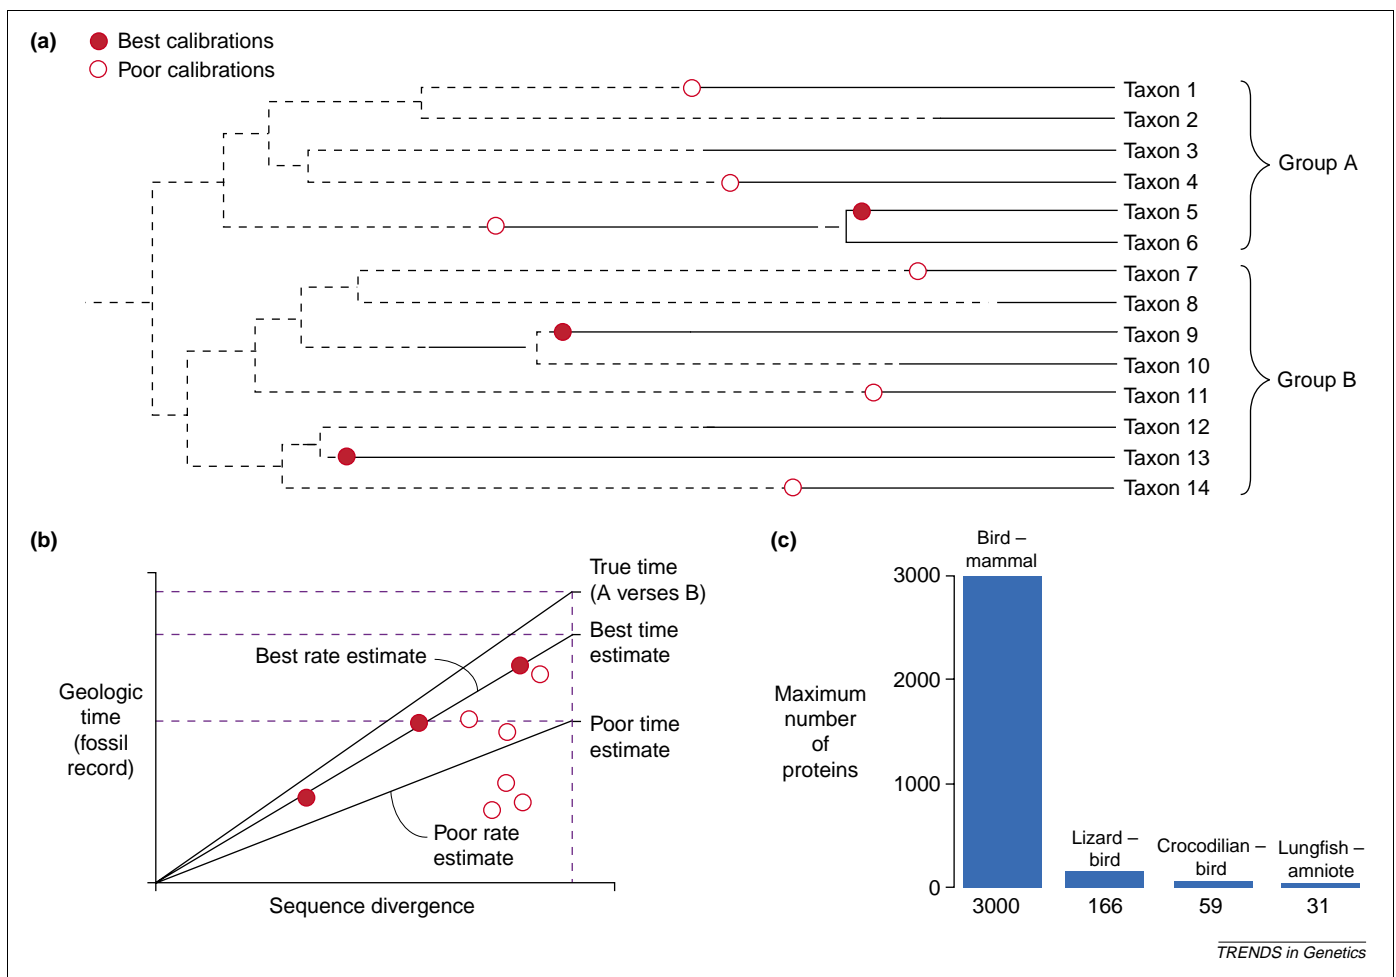 (a)
Best calibrations
Poor calibrations
Taxon 1
Taxon 2
Taxon 3
Taxon 4
Taxon 5
Taxon 6
Taxon 7
Taxon 8
Taxon 9
Taxon 10
Taxon 11
Taxon 12
Taxon 13
Taxon 14
Group A
Group B
(b)
Geologic
time
(fossil
record)
True time
(A verses B)
Best time
estimate
Poor time
estimate
Best rate estimate
Poor rate
estimate
Sequence divergence
(c)
Maximum
number
of
proteins
3000
2000
1000
0
Bird –
mammal
Lizard –
bird
Crocodilian –
bird
Lungfish –
amniote
3000
166
59
31
TRENDS in Genetics